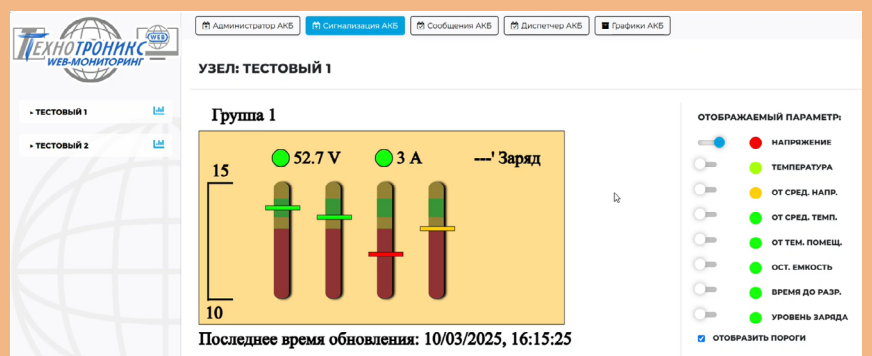 Администратор АКБ
Сигнализация АКБ
Сообщения АКБ
Диспетчер АКБ
Графики АКБ
WEB
ТЕХНОТРОНИКС
WEB-МОНИТОРИНГ
УЗЕЛ: ТЕСТОВЫЙ 1
ТЕСТОВЫЙ 1
ТЕСТОВЫЙ 2
Группа 1
52.7 V
3 A
---' Заряд
15
10
Последнее время обновления: 10/03/2025, 16:15:25
ОТОБРАЖАЕМЫЙ ПАРАМЕТР:
НАПРЯЖЕНИЕ
ТЕМПЕРАТУРА
ОТ СРЕД. НАПР.
ОТ СРЕД. ТЕМП.
ОТ ТЕМ. ПОМЕЩ.
ОСТ. ЕМКОСТЬ
ВРЕМЯ ДО РАЗР.
УРОВЕНЬ ЗАРЯДА
ОТОБРАЗИТЬ ПОРОГИ